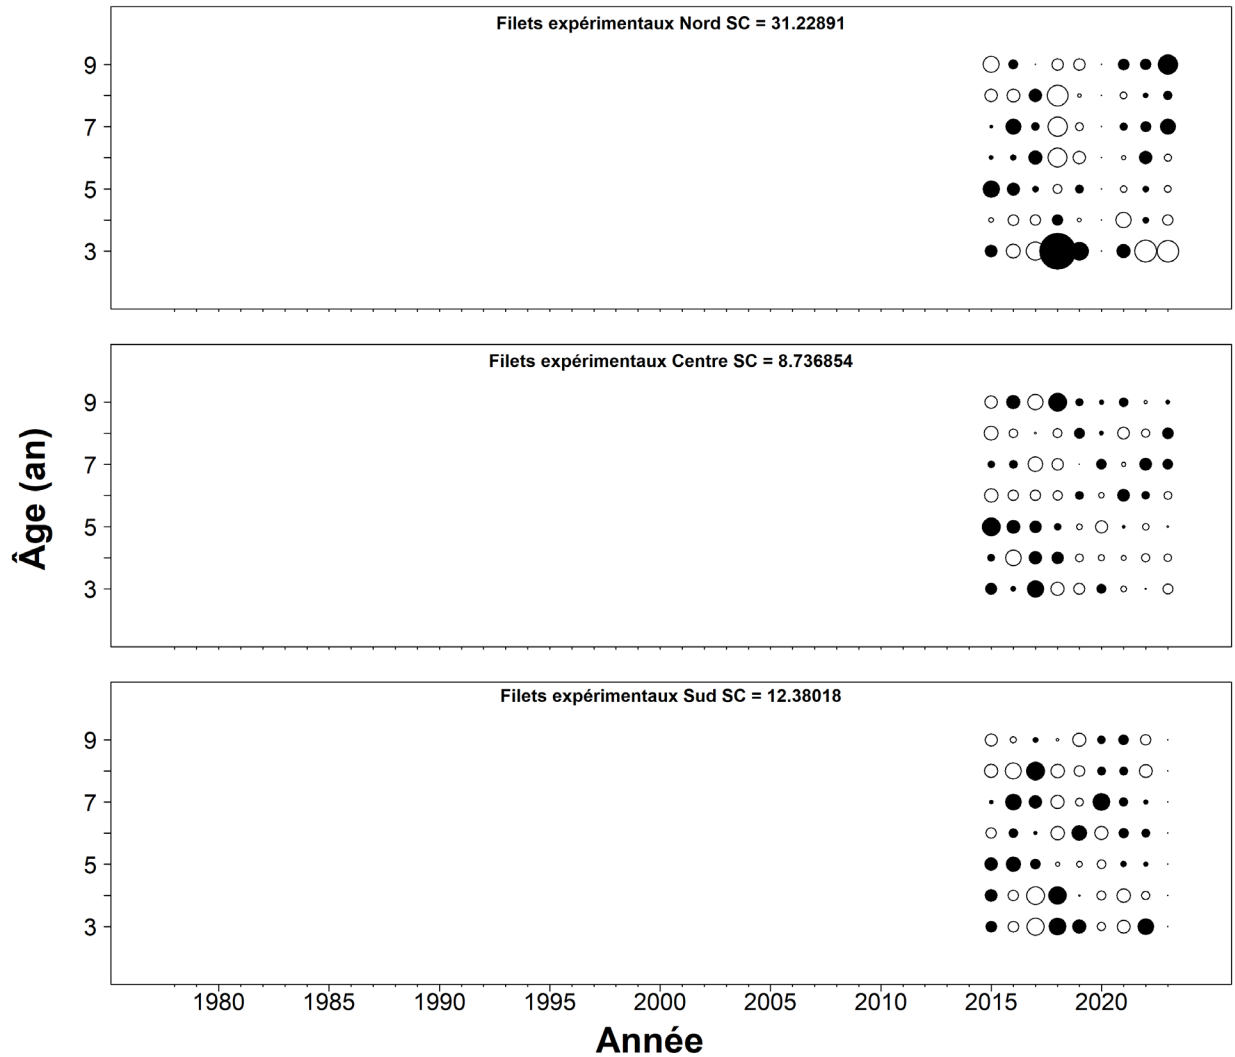 Filets expérimentaux Nord SC = 31.22891
9
7
5
3
Filets expérimentaux Centre SC = 8.736854
9
7
5
3
Âge (an)
Filets expérimentaux Sud SC = 12.38018
9
7
5
3
1980 1985 1990 1995 2000 2005 2010 2015 2020
Année